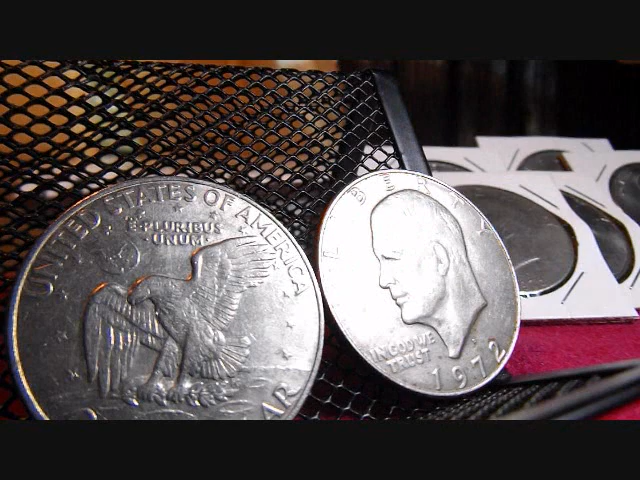 UNITED STATES OF AMERICA
E·PLURIBUS
·UNUM·
LIBERTY
IN GOD WE
TRUST
1972